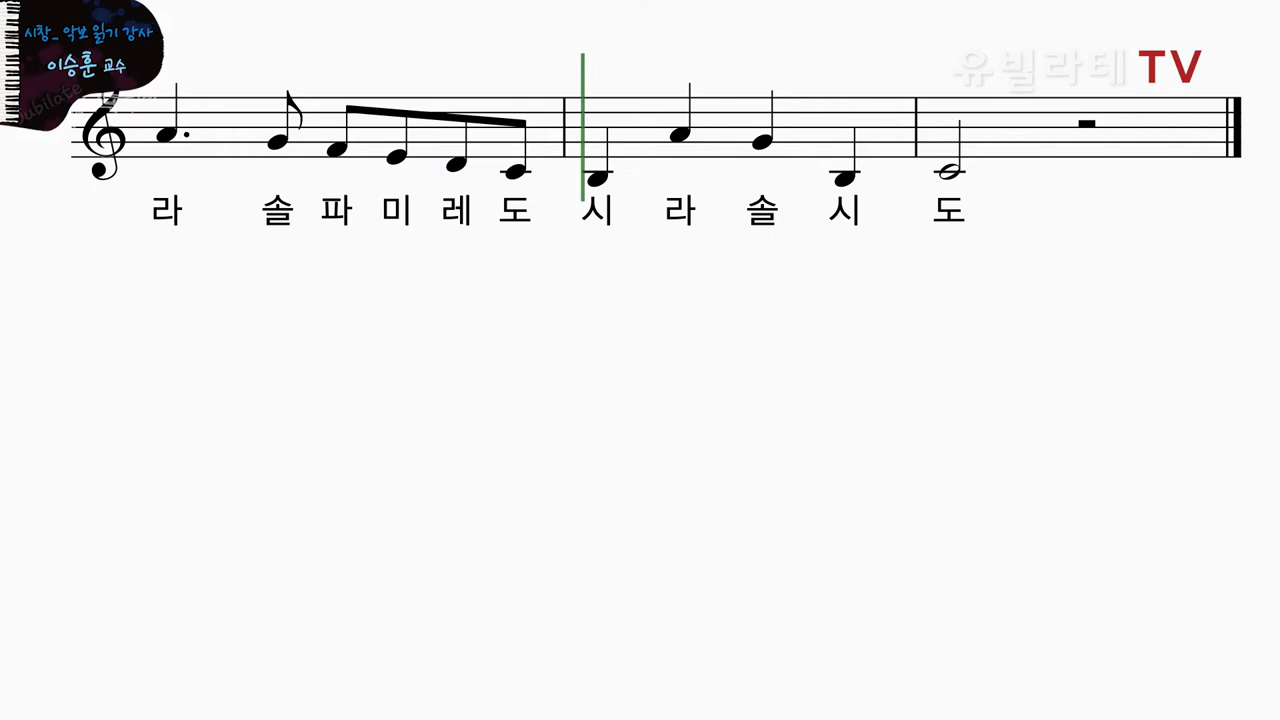 시창_ 악보 읽기 강사
이승훈 교수
Jubilate
유빌라테 TV
라 솔 파 미 레 도 시 라 솔 시 도